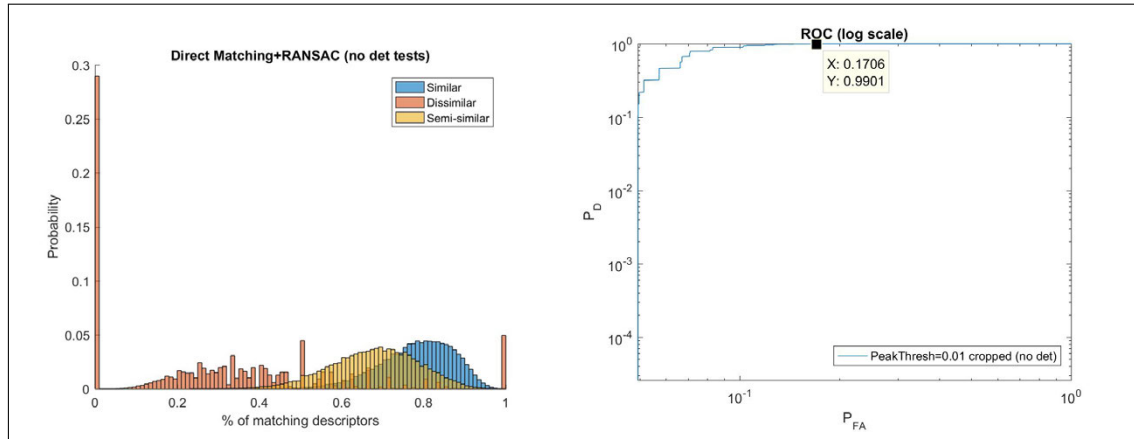 Direct Matching+RANSAC (no det tests)
0.3
0.25
0.2
0.15
0.1
0.05
0
Probability
Similar
Dissimilar
Semi-similar
0 0.2 0.4 0.6 0.8 1
% of matching descriptors
ROC (log scale)
10^0
10^-1
10^-2
10^-3
10^-4
P_D
X: 0.1706
Y: 0.9901
PeakThresh=0.01 cropped (no det)
10^-1 10^0
P_FA